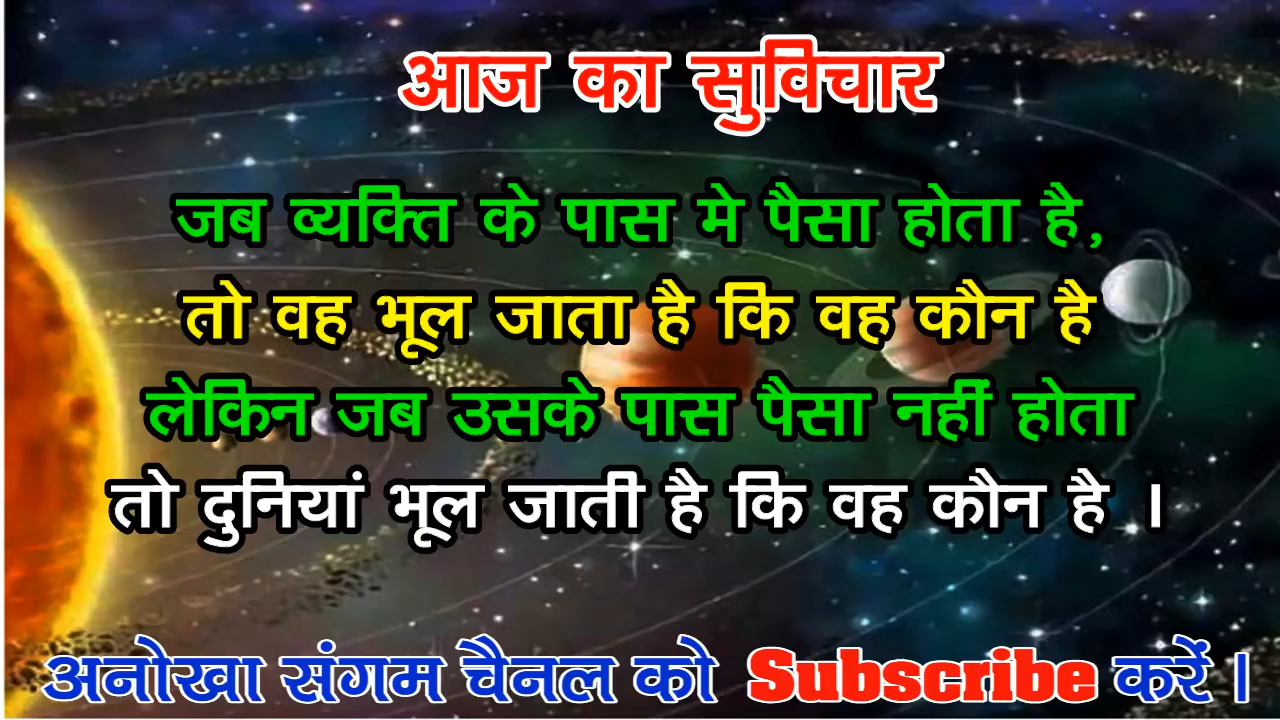 आज का सुविचार
जब व्यक्ति के पास मे पैसा होता है,
तो वह भूल जाता है कि वह कौन है
लेकिन जब उसके पास पैसा नहीं होता
तो दुनियां भूल जाती है कि वह कौन है ।
अनोखा संगम चैनल को Subscribe करें।